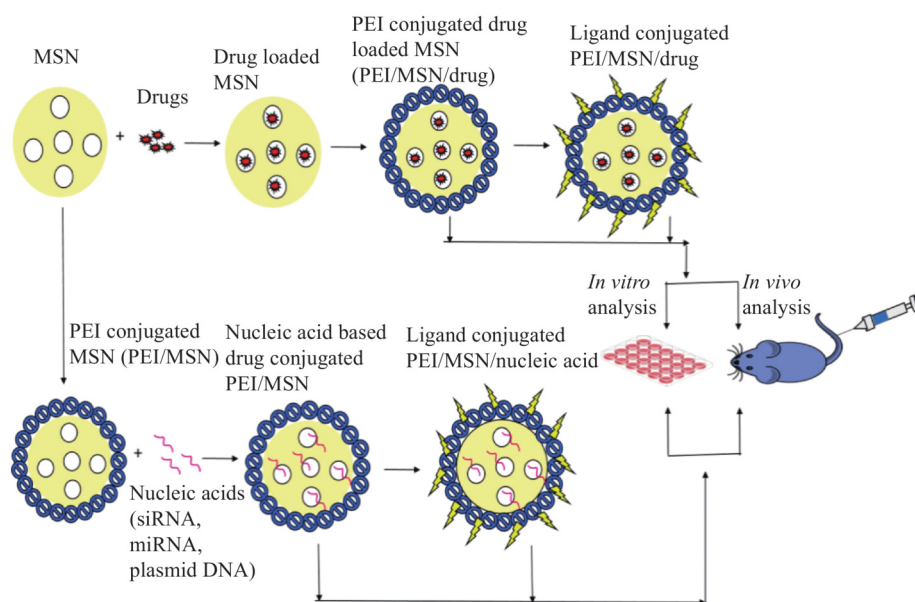 MSN
+
Drugs
Drug loaded
MSN
PEI conjugated drug
loaded MSN
(PEI/MSN/drug)
Ligand conjugated
PEI/MSN/drug
In vitro
analysis
In vivo
analysis
PEI conjugated
MSN (PEI/MSN)
+
Nucleic acids
(siRNA,
miRNA,
plasmid DNA)
Nucleic acid based
drug conjugated
PEI/MSN
Ligand conjugated
PEI/MSN/nucleic acid